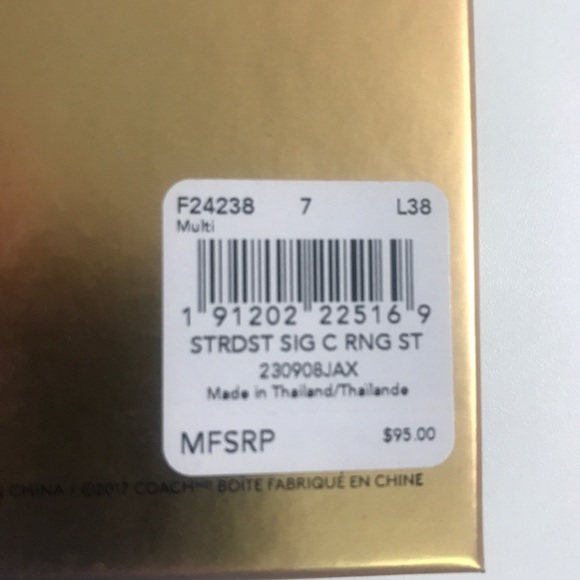 F24238 7 L38
Multi
1 91202 22516 9
STRDST SIG C RNG ST
230908JAX
Made in Thailand/Thailande
MFSRP $95.00
CHINA / ©2017 COACH BOÎTE FABRIQUÉ EN CHINE